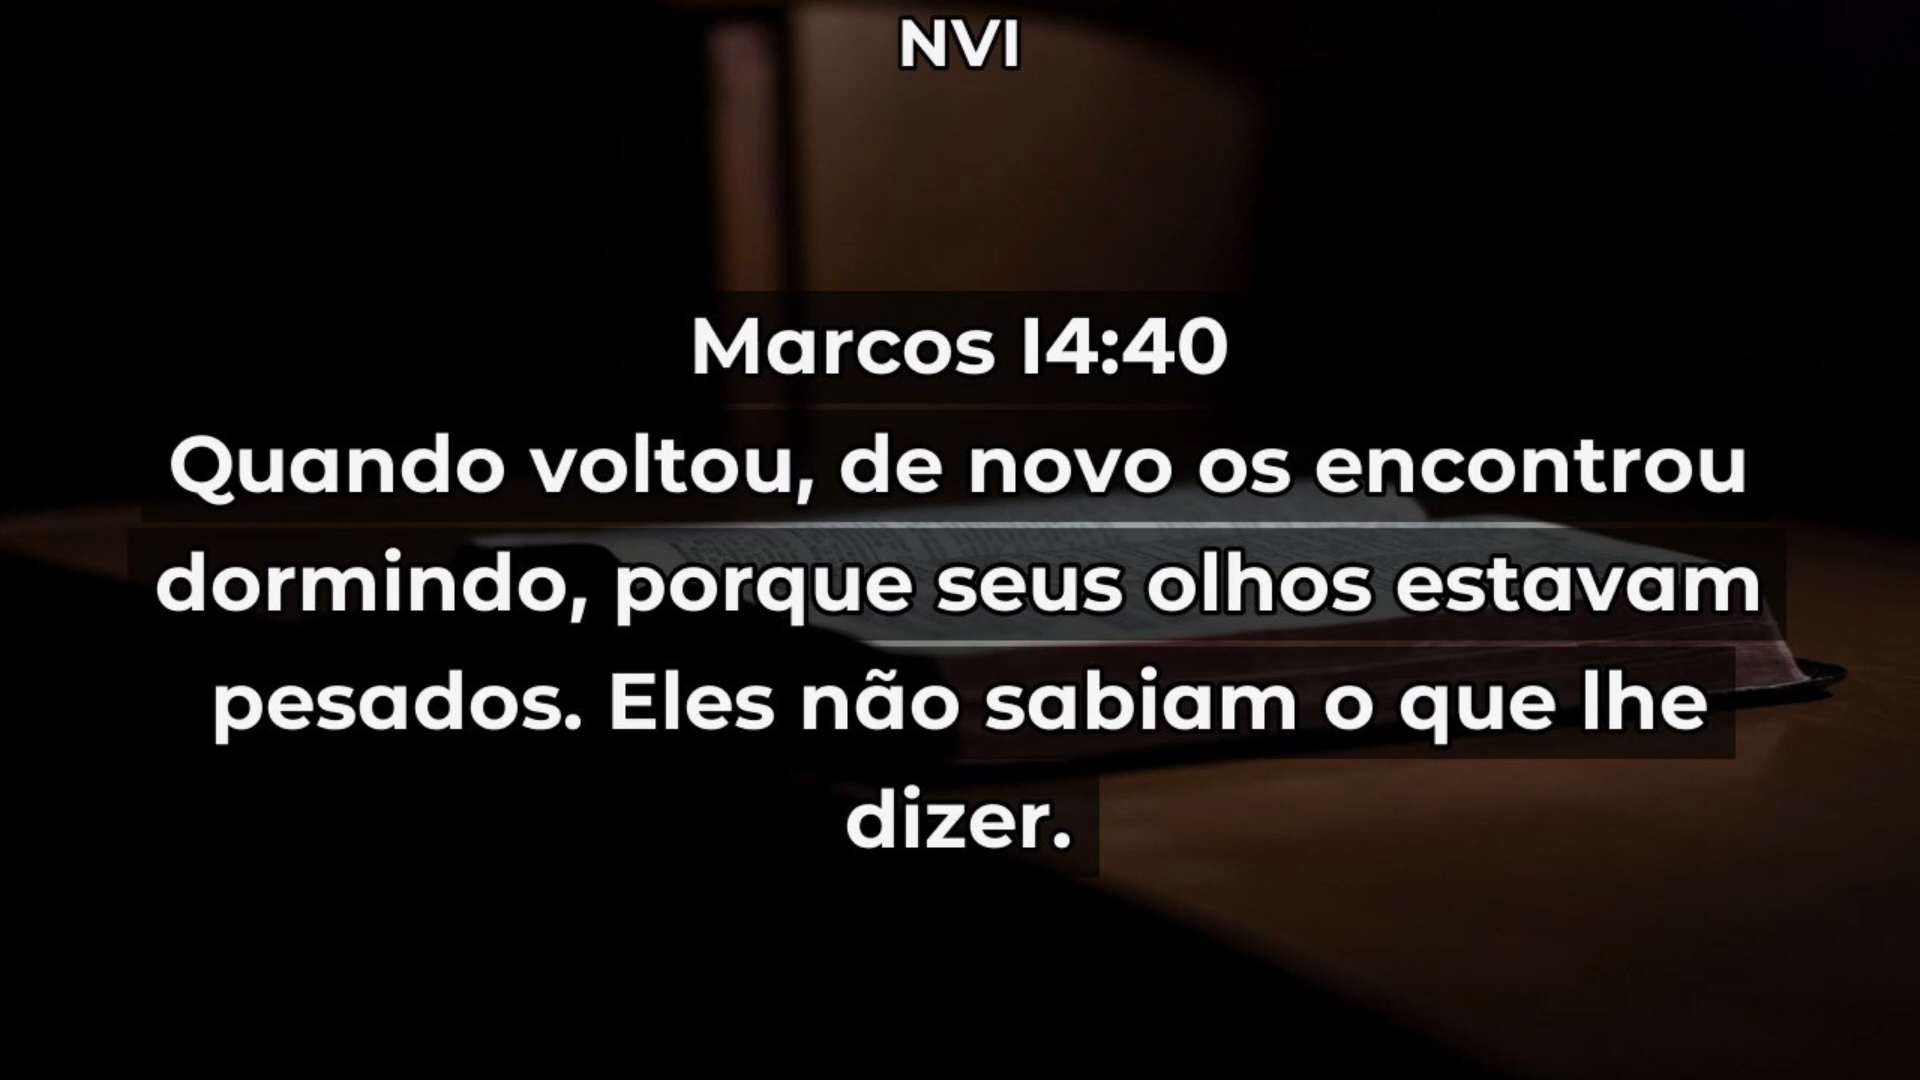 NVI
Marcos 14:40
Quando voltou, de novo os encontrou
dormindo, porque seus olhos estavam
pesados. Eles não sabiam o que lhe
dizer.